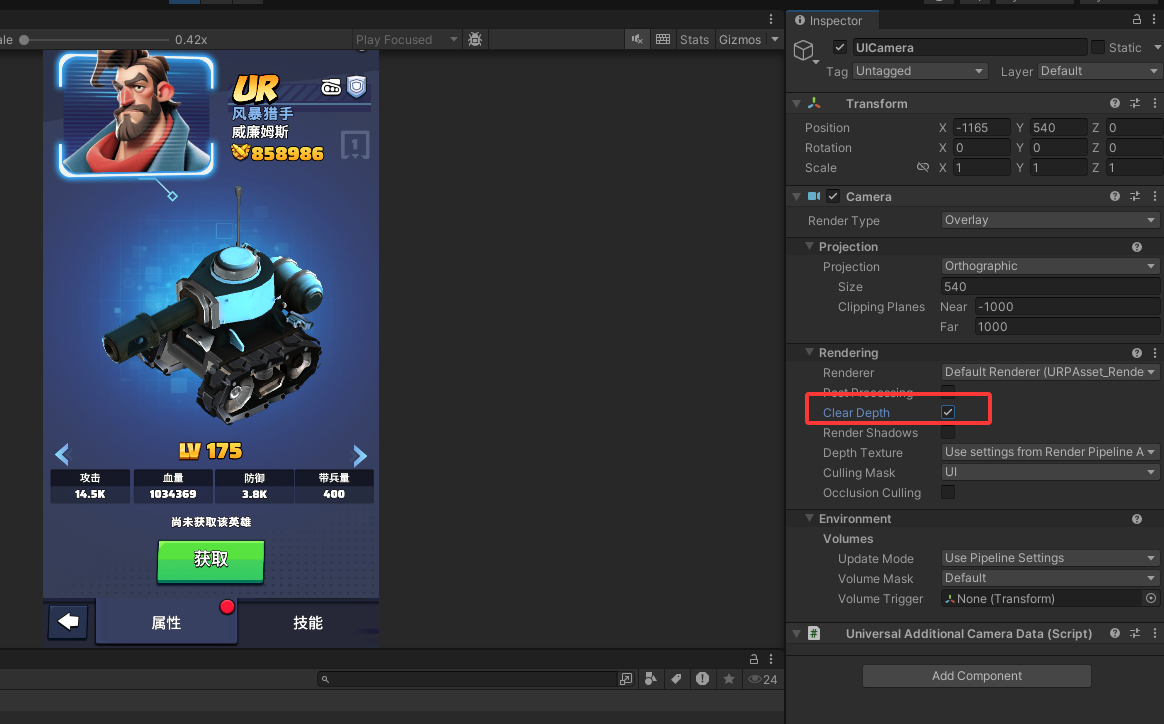 Inspector
ale
0.42x
Play Focused
Stats
Gizmos
UICamera
Static
Tag
Untagged
Layer
Default
UR
风暴猎手
威廉姆斯
858986
1
LV 175
攻击
14.5K
血量
1034369
防御
3.8K
带兵量
400
尚未获取该英雄
获取
属性
技能
24
Transform
Position
X
-1165
Y
540
Z
0
Rotation
X
0
Y
0
Z
0
Scale
X
1
Y
1
Z
1
Camera
Render Type
Overlay
Projection
Projection
Orthographic
Size
540
Clipping Planes
Near
-1000
Far
1000
Rendering
Renderer
Default Renderer (URPAsset_Rende
Post Processing
Clear Depth
Render Shadows
Depth Texture
Use settings from Render Pipeline A
Culling Mask
UI
Occlusion Culling
Environment
Volumes
Update Mode
Use Pipeline Settings
Volume Mask
Default
Volume Trigger
None (Transform)
#
Universal Additional Camera Data (Script)
Add Component